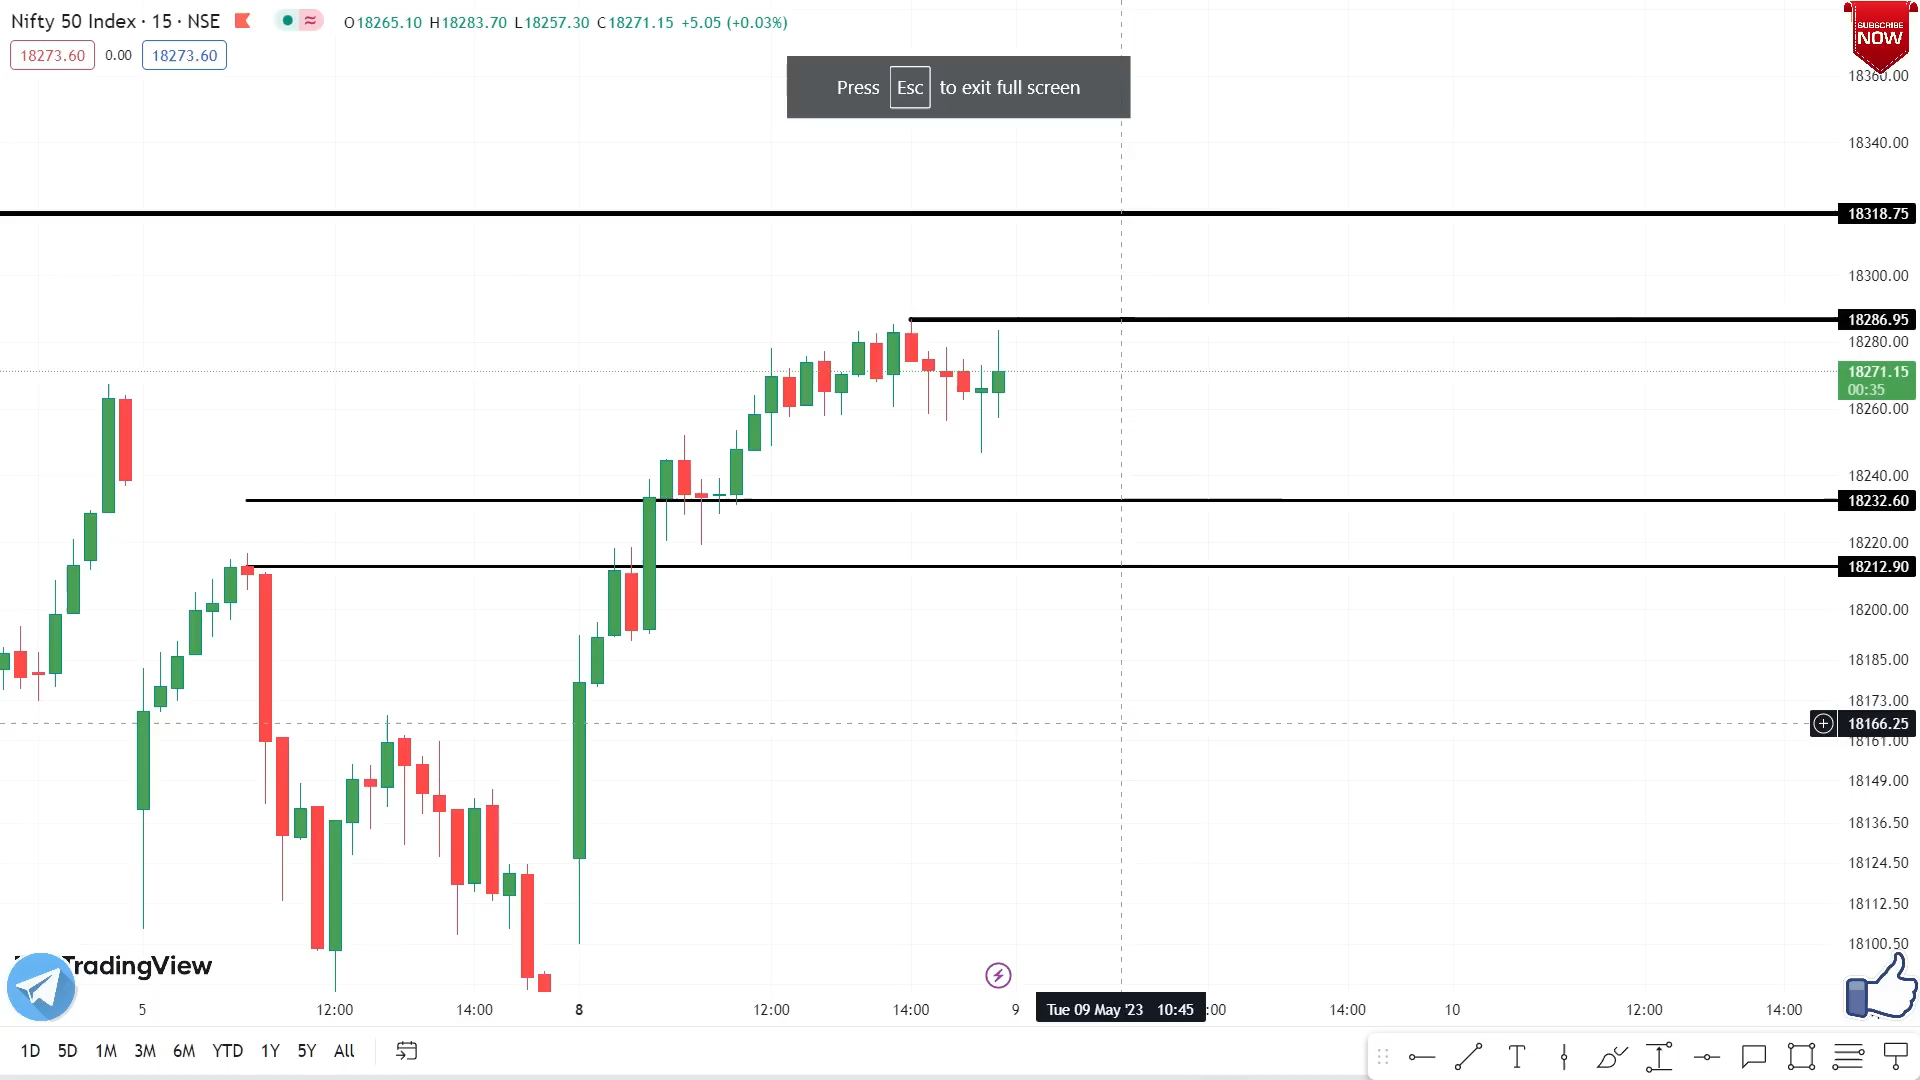 Nifty 50 Index · 15 · NSE
O18265.10 H18283.70 L18257.30 C18271.15 +5.05 (+0.03%)
18273.60 0.00 18273.60
Press Esc to exit full screen
SUBSCRIBE
NOW
18360.00
18340.00
18318.75
18300.00
18286.95
18280.00
18271.15
00:35
18260.00
18240.00
18232.60
18220.00
18212.90
18200.00
18185.00
18173.00
18166.25
18161.00
18149.00
18136.50
18124.50
18112.50
18100.50
TradingView
5 12:00 14:00 8 12:00 14:00 9 Tue 09 May '23 10:45 :00 14:00 10 12:00 14:00
1D 5D 1M 3M 6M YTD 1Y 5Y All
T